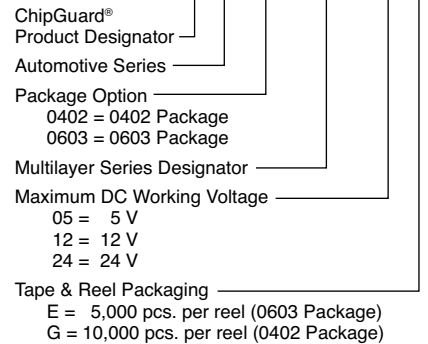 ChipGuard®
Product Designator
Automotive Series
Package Option
0402 = 0402 Package
0603 = 0603 Package
Multilayer Series Designator
Maximum DC Working Voltage
05 = 5 V
12 = 12 V
24 = 24 V
Tape & Reel Packaging
E = 5,000 pcs. per reel (0603 Package)
G = 10,000 pcs. per reel (0402 Package)